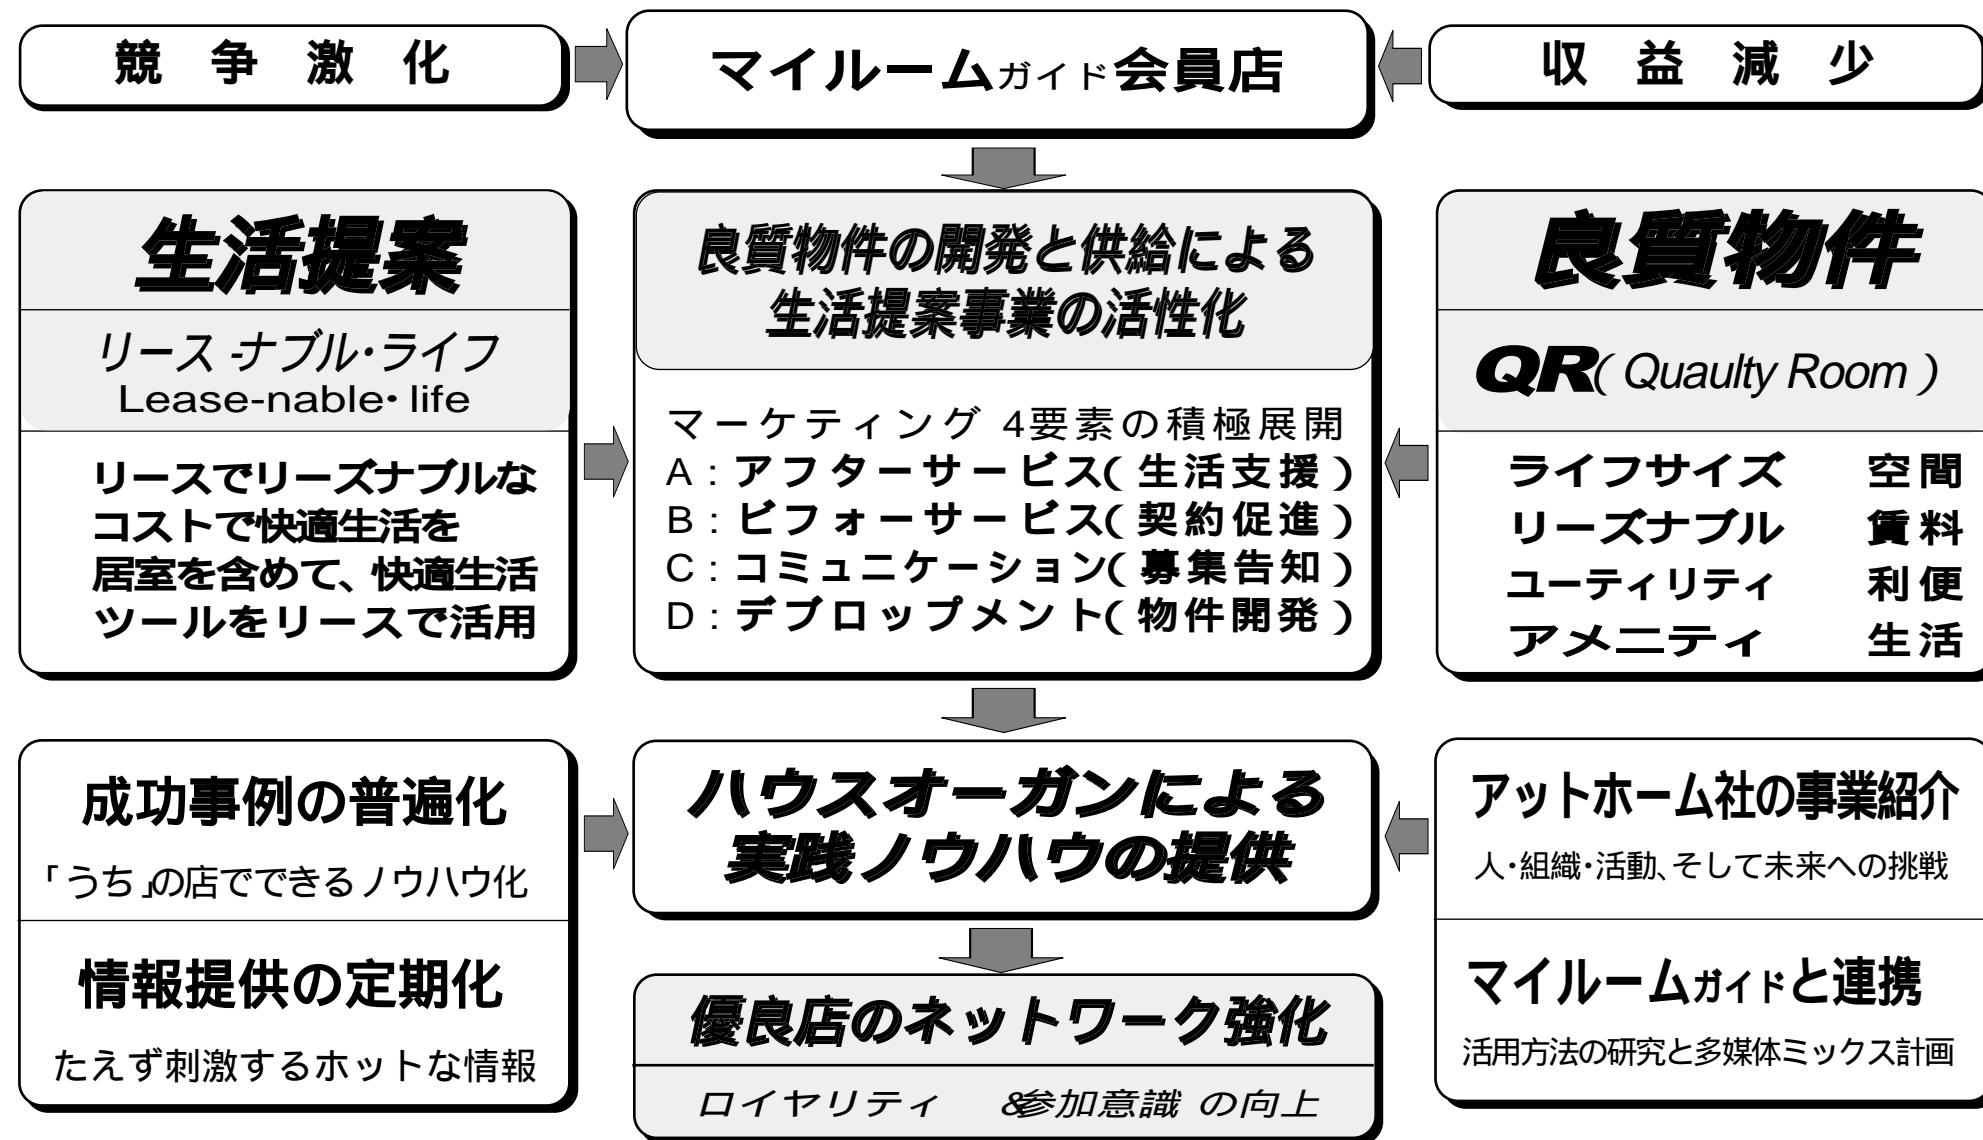 競争激化
マイルームガイド会員店
収益減少
生活提案
リース-ナブル・ライフ
Lease-nable・life
リースでリーズナブルな
コストで快適生活を
居室を含めて、快適生活
ツールをリースで活用
良質物件の開発と供給による
生活提案事業の活性化
マーケティング 4要素の積極展開
A:アフターサービス(生活支援)
B:ビフォーサービス(契約促進)
C:コミュニケーション(募集告知)
D:デブロップメント(物件開発)
良質物件
QR(Quaulty Room)
ライフサイズ 空間
リーズナブル 賃料
ユーティリティ 利便
アメニティ 生活
成功事例の普遍化
「うち」の店でできるノウハウ化
情報提供の定期化
たえず刺激するホットな情報
ハウスオーガンによる
実践ノウハウの提供
優良店のネットワーク強化
ロイヤリティ &参加意識 の向上
アットホーム社の事業紹介
人・組織・活動、そして未来への挑戦
マイルームガイドと連携
活用方法の研究と多媒体ミックス計画